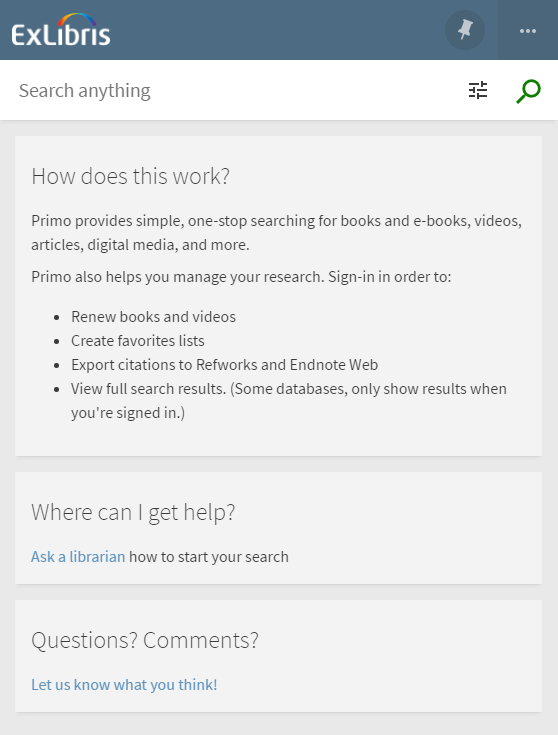 ExLibris
Search anything
How does this work?
Primo provides simple, one-stop searching for books and e-books, videos,
articles, digital media, and more.
Primo also helps you manage your research. Sign-in in order to:
• Renew books and videos
• Create favorites lists
• Export citations to Refworks and Endnote Web
• View full search results. (Some databases, only show results when
you're signed in.)
Where can I get help?
Ask a librarian how to start your search
Questions? Comments?
Let us know what you think!